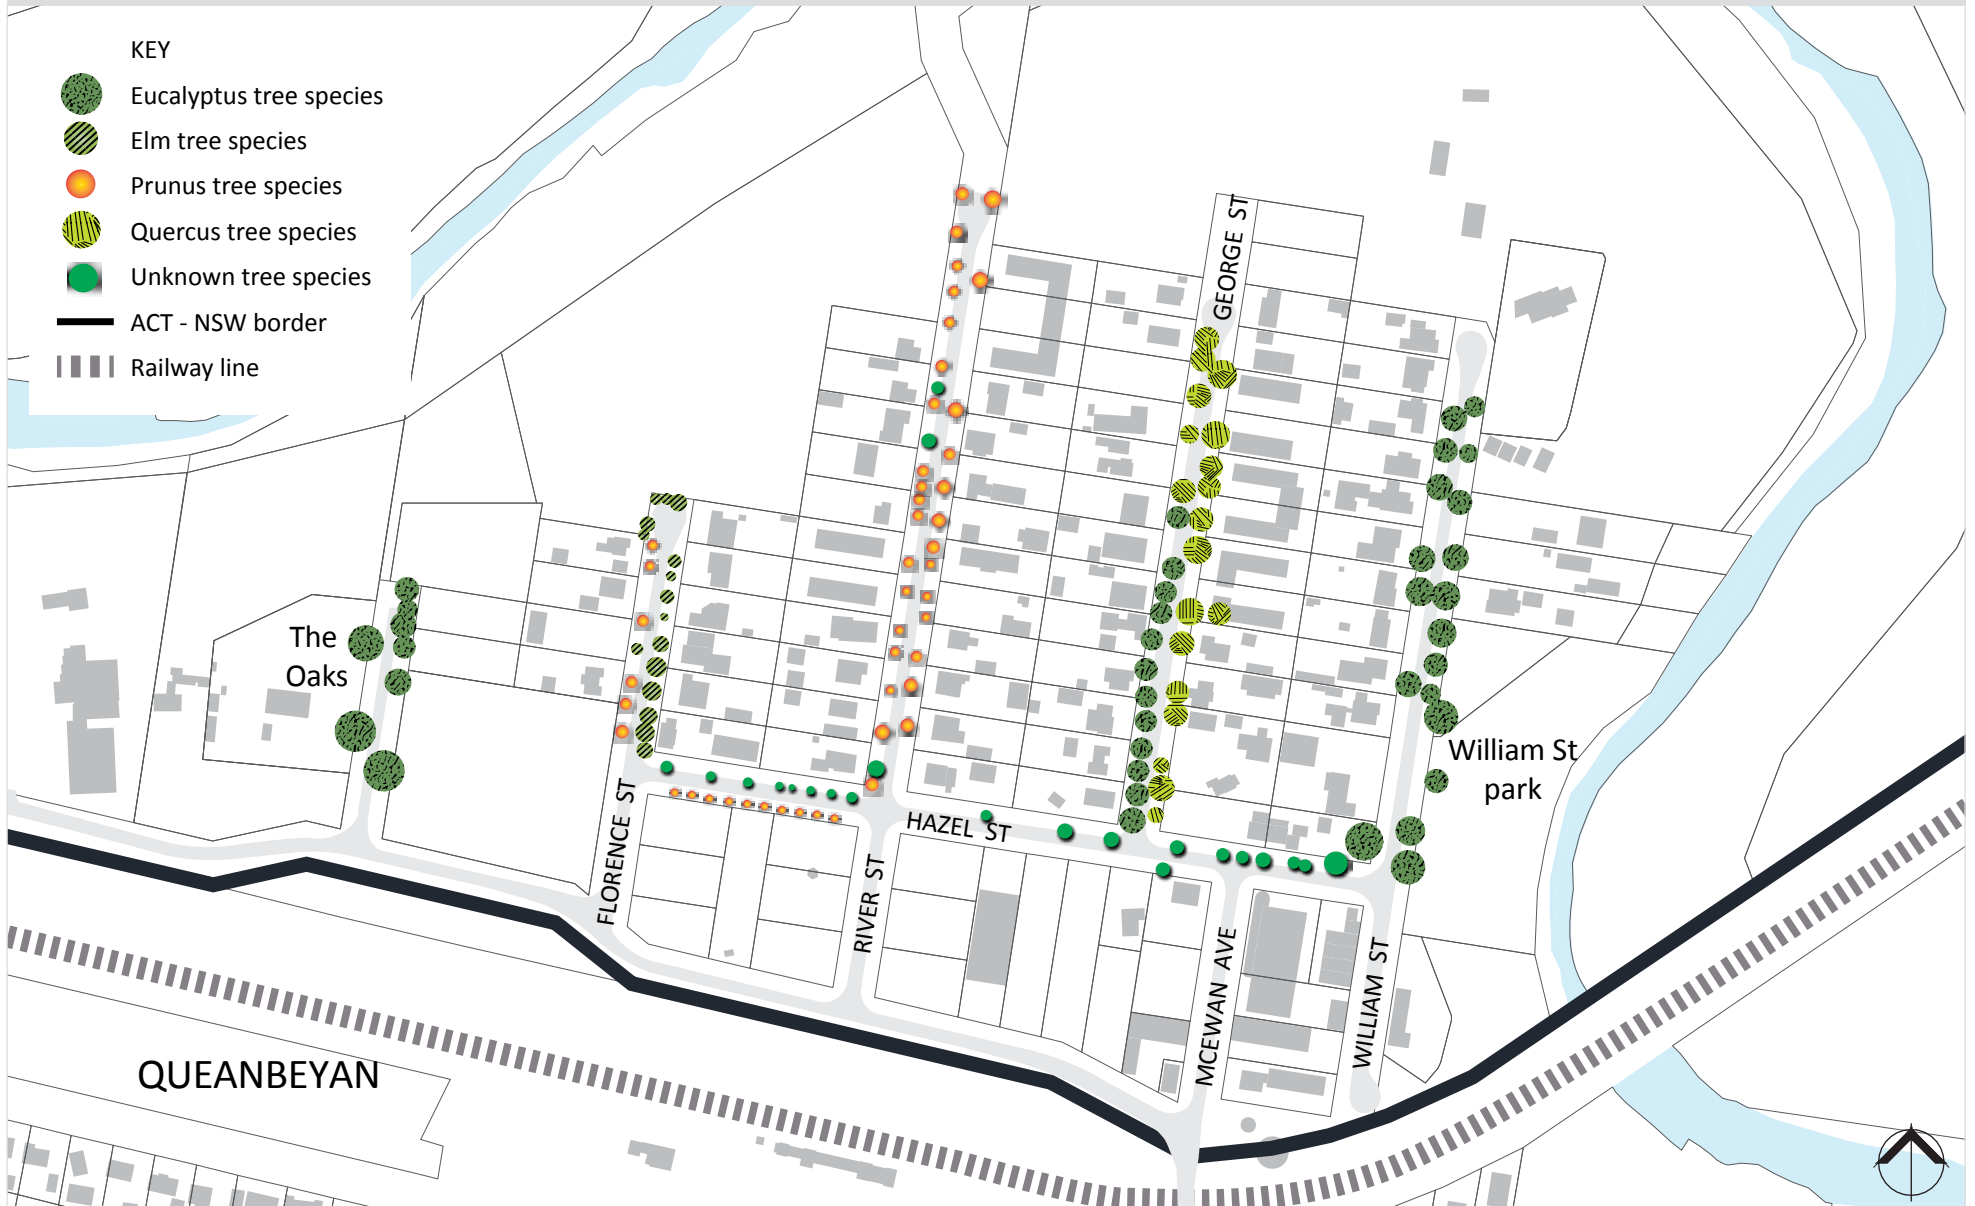 KEY
Eucalyptus tree species
Elm tree species
Prunus tree species
Quercus tree species
Unknown tree species
ACT - NSW border
Railway line
GEORGE ST
The
Oaks
William St
park
FLORENCE ST
HAZEL ST
RIVER ST
MCEWAN AVE
WILLIAM ST
QUEANBEYAN